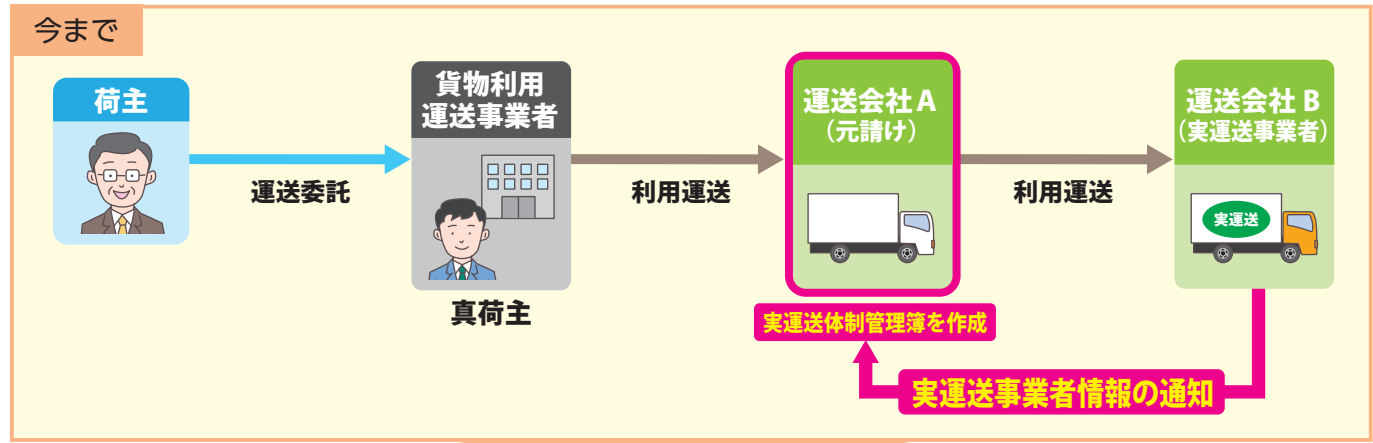 今まで
荷主
運送委託
貨物利用
運送事業者
真荷主
利用運送
運送会社A
(元請け)
実運送体制管理簿を作成
利用運送
運送会社B
(実運送事業者)
実運送
実運送事業者情報の通知